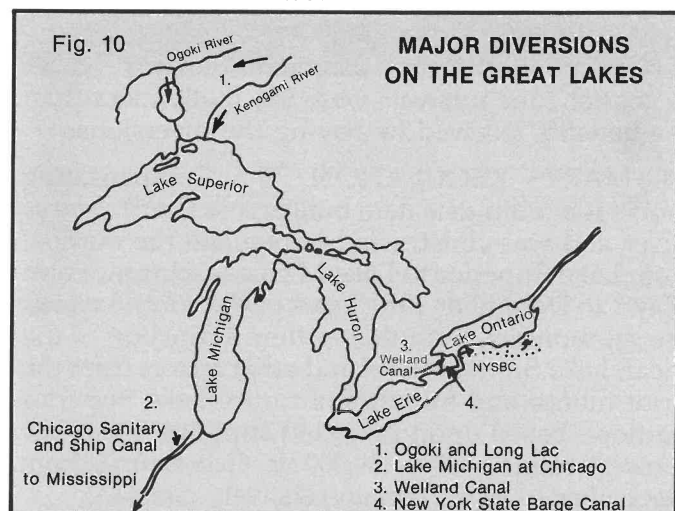 Fig. 10
MAJOR DIVERSIONS
ON THE GREAT LAKES
Ogoki River
1.
Kenogami River
Lake Superior
Lake Huron
Lake Michigan
Lake Ontario
3.
Welland
Canal
NYSBC
Lake Erie
4.
2.
Chicago Sanitary
and Ship Canal
to Mississippi
1. Ogoki and Long Lac
2. Lake Michigan at Chicago
3. Welland Canal
4. New York State Barge Canal